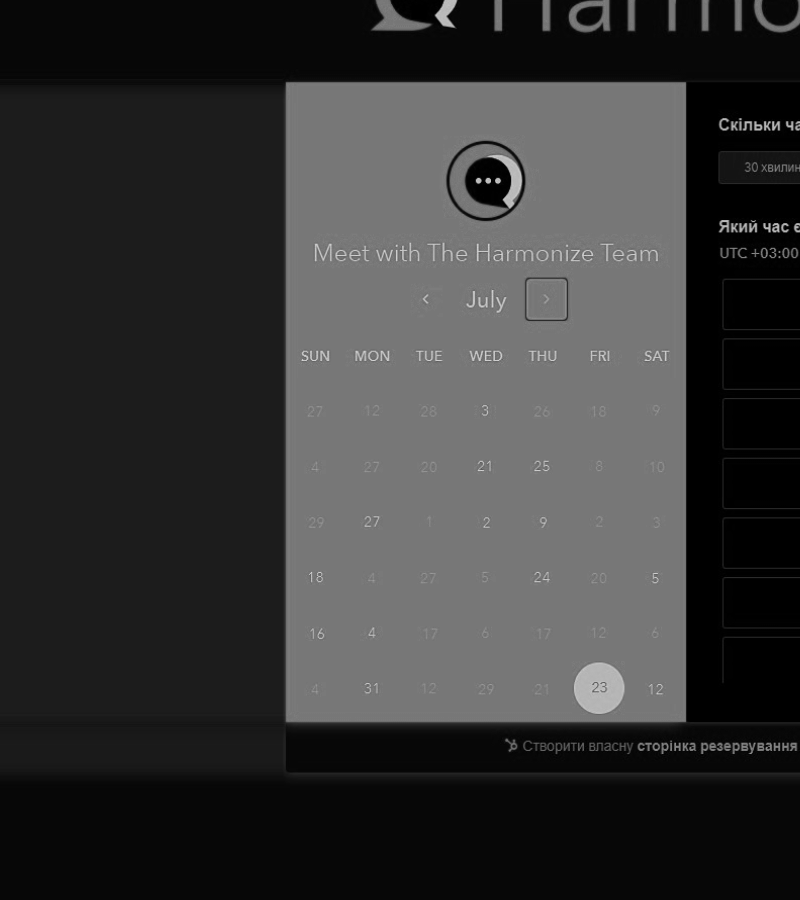 Harmo
Скільки ча
30 хвилин
Meet with The Harmonize Team
Який час є
UTC +03:00
July
SUN MON TUE WED THU FRI SAT
27 12 28 3 26 18 9
4 27 20 21 25 8 10
29 27 1 2 9 2 3
18 4 27 5 24 20 5
16 4 17 6 17 12 6
4 31 12 29 21 23 12
Створити власну сторінка резервування